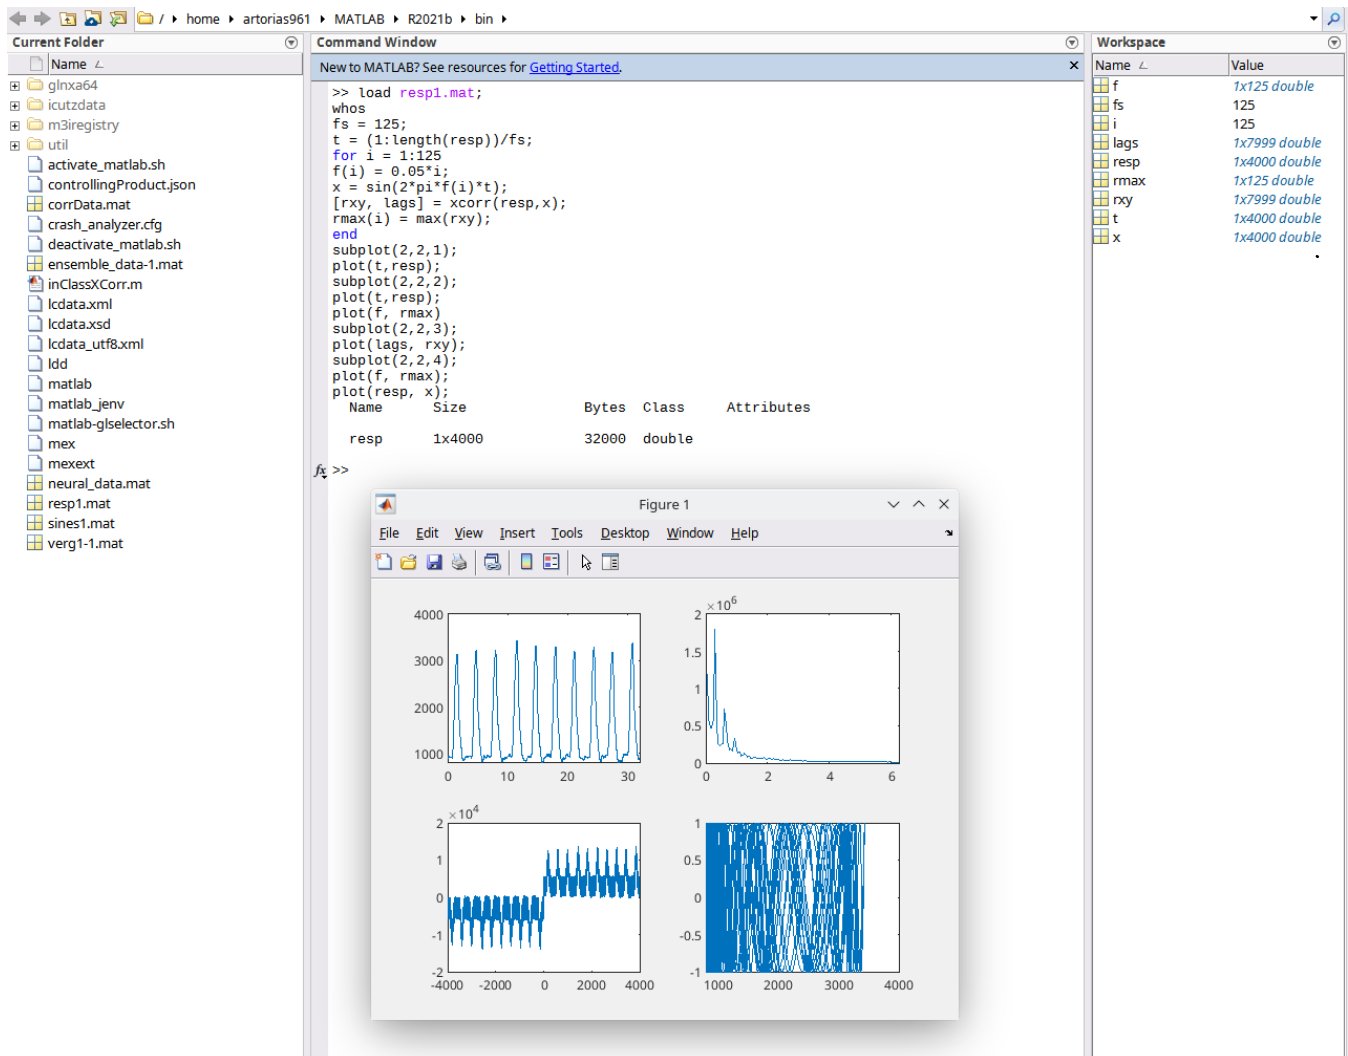 / ▸ home ▸ artorias961 ▸ MATLAB ▸ R2021b ▸ bin ▸
Current Folder
Name
glnxa64
icutzdata
m3iregistry
util
activate_matlab.sh
controllingProduct.json
corrData.mat
crash_analyzer.cfg
deactivate_matlab.sh
ensemble_data-1.mat
inClassXCorr.m
lcdata.xml
lcdata.xsd
lcdata_utf8.xml
ldd
matlab
matlab_jenv
matlab-glselector.sh
mex
mexext
neural_data.mat
resp1.mat
sines1.mat
verg1-1.mat
Command Window
New to MATLAB? See resources for Getting Started.
>> load resp1.mat;
whos
fs = 125;
t = (1:length(resp))/fs;
for i = 1:125
f(i) = 0.05*i;
x = sin(2*pi*f(i)*t);
[rxy, lags] = xcorr(resp,x);
rmax(i) = max(rxy);
end
subplot(2,2,1);
plot(t,resp);
subplot(2,2,2);
plot(t,resp);
plot(f, rmax)
subplot(2,2,3);
plot(lags, rxy);
subplot(2,2,4);
plot(f, rmax);
plot(resp, x);
Name Size Bytes Class Attributes
resp 1x4000 32000 double
fx >>
Figure 1
File Edit View Insert Tools Desktop Window Help
4000
3000
2000
1000
0 10 20 30
×10^6
2
1.5
1
0.5
0
0 2 4 6
×10^4
2
1
0
-1
-2
-4000 -2000 0 2000 4000
1
0.5
0
-0.5
-1
1000 2000 3000 4000
Workspace
Name Value
f 1x125 double
fs 125
i 125
lags 1x7999 double
resp 1x4000 double
rmax 1x125 double
rxy 1x7999 double
t 1x4000 double
x 1x4000 double